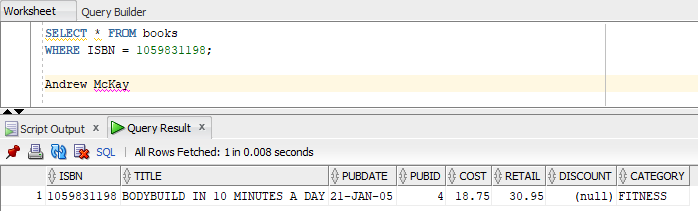 Worksheet Query Builder
SELECT * FROM books
WHERE ISBN = 1059831198;
Andrew McKay
Script Output x Query Result x
SQL | All Rows Fetched: 1 in 0.008 seconds
ISBN TITLE PUBDATE PUBID COST RETAIL DISCOUNT CATEGORY
1 1059831198 BODYBUILD IN 10 MINUTES A DAY 21-JAN-05 4 18.75 30.95 (null) FITNESS